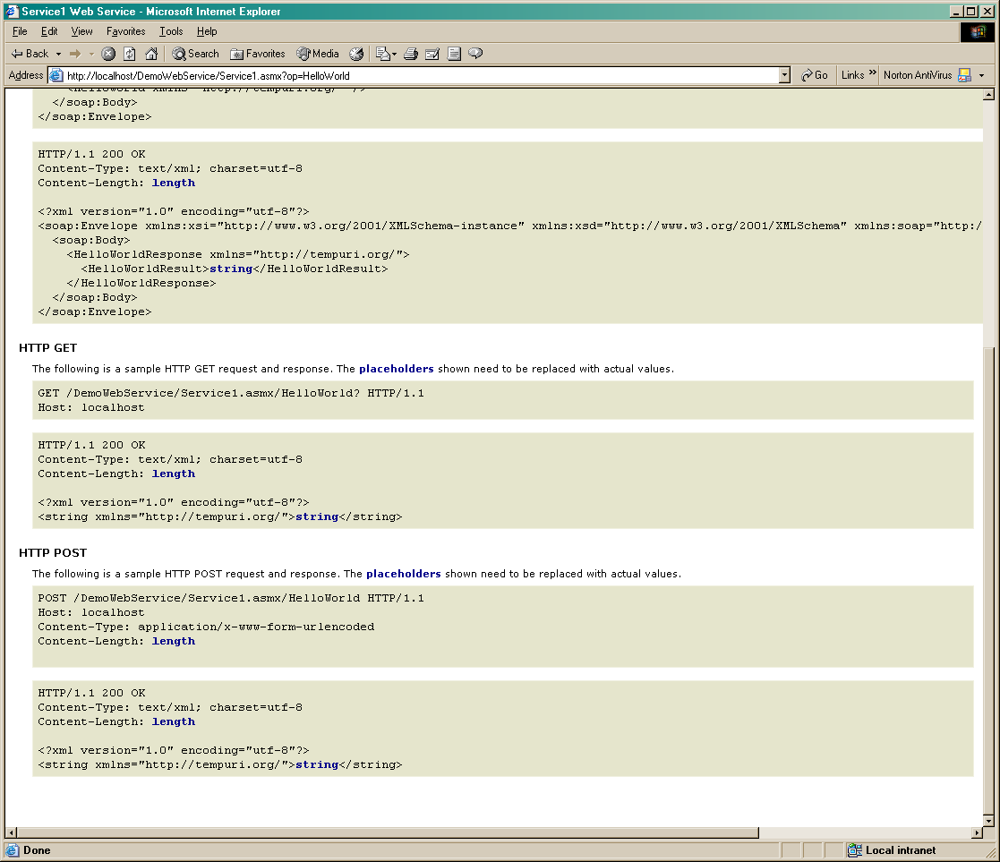 Service1 Web Service - Microsoft Internet Explorer
File Edit View Favorites Tools Help
Back Search Favorites Media
Address http://localhost/DemoWebService/Service1.asmx?op=HelloWorld Go Links » Norton AntiVirus
<HelloWorld xmlns="http://tempuri.org/" />
</soap:Body>
</soap:Envelope>
HTTP/1.1 200 OK
Content-Type: text/xml; charset=utf-8
Content-Length: length
<?xml version="1.0" encoding="utf-8"?>
<soap:Envelope xmlns:xsi="http://www.w3.org/2001/XMLSchema-instance" xmlns:xsd="http://www.w3.org/2001/XMLSchema" xmlns:soap="http:/
<soap:Body>
<HelloWorldResponse xmlns="http://tempuri.org/">
<HelloWorldResult>string</HelloWorldResult>
</HelloWorldResponse>
</soap:Body>
</soap:Envelope>
HTTP GET
The following is a sample HTTP GET request and response. The placeholders shown need to be replaced with actual values.
GET /DemoWebService/Service1.asmx/HelloWorld? HTTP/1.1
Host: localhost
HTTP/1.1 200 OK
Content-Type: text/xml; charset=utf-8
Content-Length: length
<?xml version="1.0" encoding="utf-8"?>
<string xmlns="http://tempuri.org/">string</string>
HTTP POST
The following is a sample HTTP POST request and response. The placeholders shown need to be replaced with actual values.
POST /DemoWebService/Service1.asmx/HelloWorld HTTP/1.1
Host: localhost
Content-Type: application/x-www-form-urlencoded
Content-Length: length
HTTP/1.1 200 OK
Content-Type: text/xml; charset=utf-8
Content-Length: length
<?xml version="1.0" encoding="utf-8"?>
<string xmlns="http://tempuri.org/">string</string>
Done Local intranet